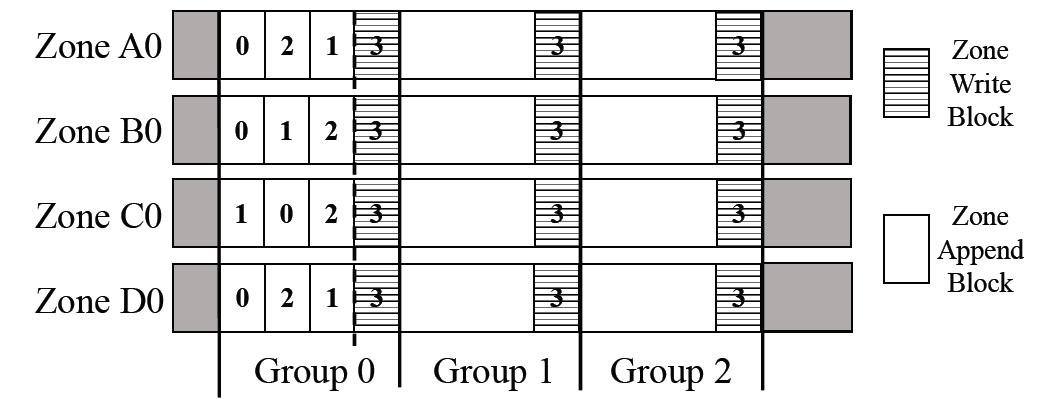 Zone A0 0 2 1 3 3 3
Zone B0 0 1 2 3 3 3
Zone C0 1 0 2 3 3 3
Zone D0 0 2 1 3 3 3
Group 0 Group 1 Group 2
Zone
Write
Block
Zone
Append
Block